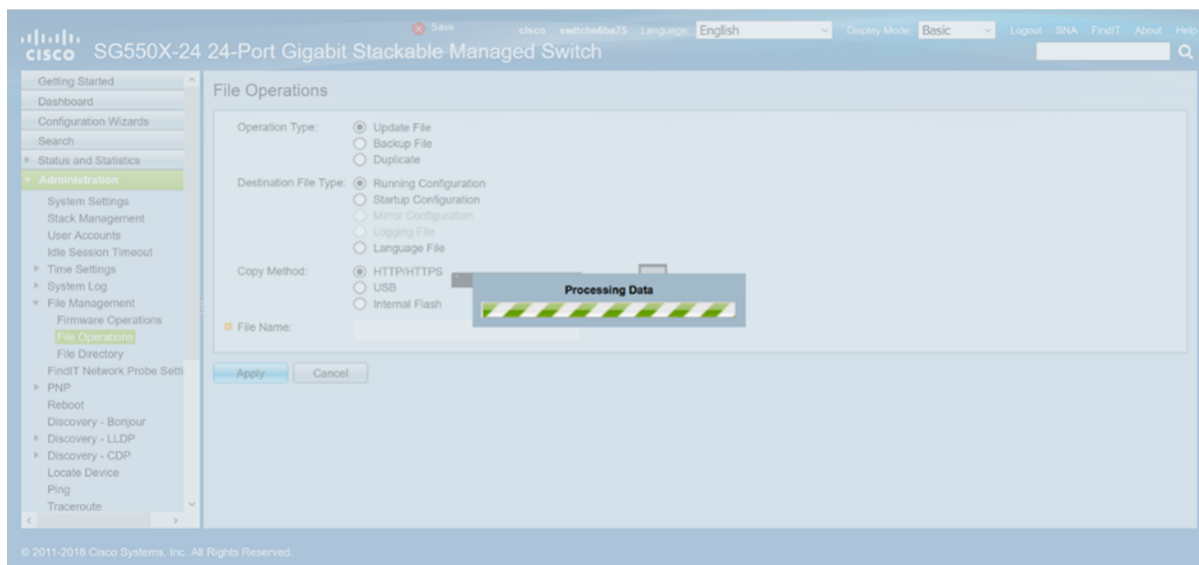 Save cisco switche6ba75 Language: English Display Mode: Basic Logout SNA FindIT About Help
cisco SG550X-24 24-Port Gigabit Stackable Managed Switch
Getting Started
Dashboard
Configuration Wizards
Search
Status and Statistics
Administration
System Settings
Stack Management
User Accounts
Idle Session Timeout
Time Settings
System Log
File Management
Firmware Operations
File Operations
File Directory
FindIT Network Probe Setti
PNP
Reboot
Discovery - Bonjour
Discovery - LLDP
Discovery - CDP
Locate Device
Ping
Traceroute
File Operations
Operation Type: Update File
Backup File
Duplicate
Destination File Type: Running Configuration
Startup Configuration
Mirror Configuration
Logging File
Language File
Copy Method: HTTP/HTTPS
USB
Internal Flash
File Name:
Processing Data
Apply Cancel
© 2011-2018 Cisco Systems, Inc. All Rights Reserved.